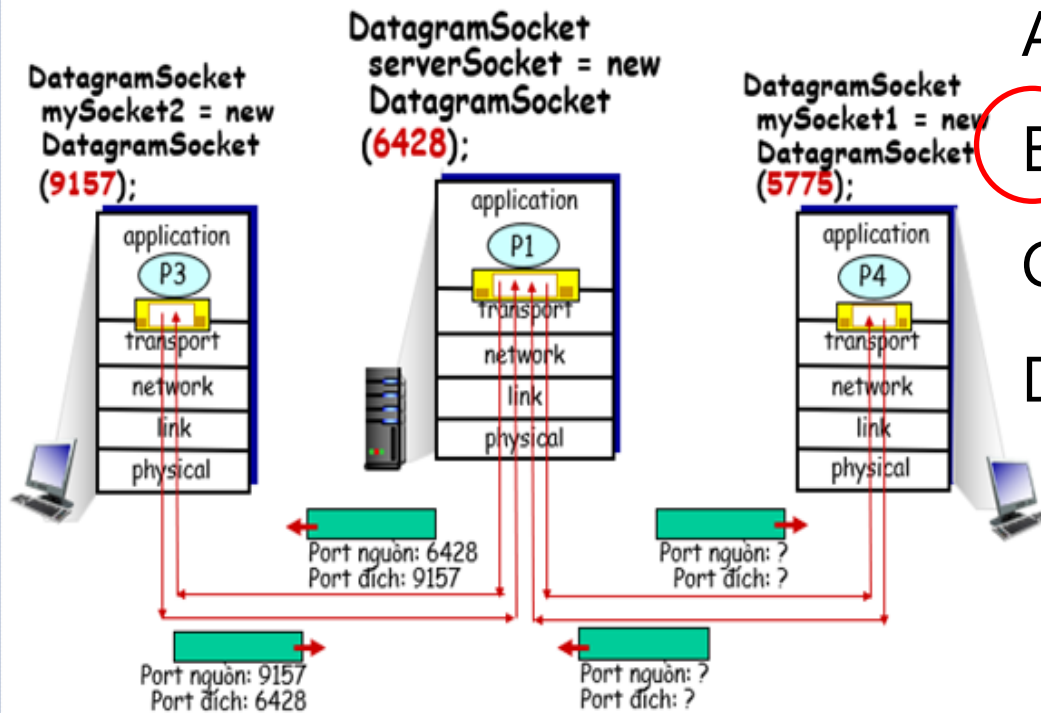 DatagramSocket
mySocket2 = new
DatagramSocket
(9157);
DatagramSocket
serverSocket = new
DatagramSocket
(6428);
DatagramSocket
mySocket1 = new
DatagramSocket
(5775);
A
B
C
D
application
P3
transport
network
link
physical
application
P1
transport
network
link
physical
application
P4
transport
network
link
physical
Port nguồn: 6428
Port đích: 9157
Port nguồn: ?
Port đích: ?
Port nguồn: 9157
Port đích: 6428
Port nguồn: ?
Port đích: ?